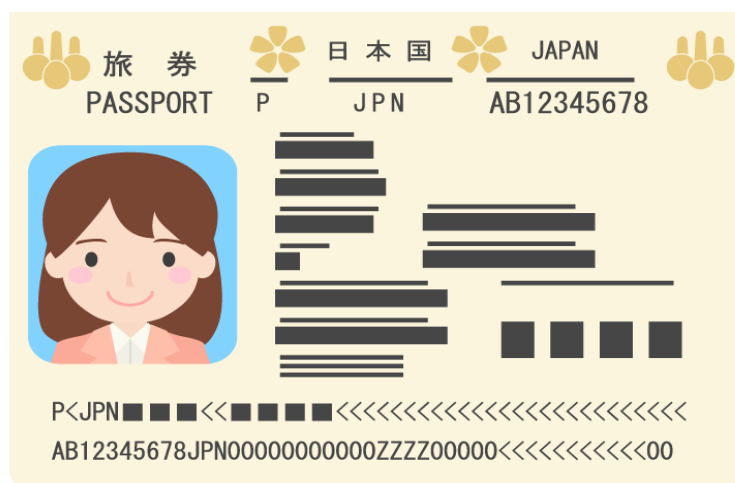 旅 券 日 本 国 JAPAN
PASSPORT P JPN AB12345678
P<JPN■■■<<■■■■<<<<<<<<<<<<<<<<<<<<<<<<<<
AB12345678JPN00000000000ZZZZ00000<<<<<<<<<<<00